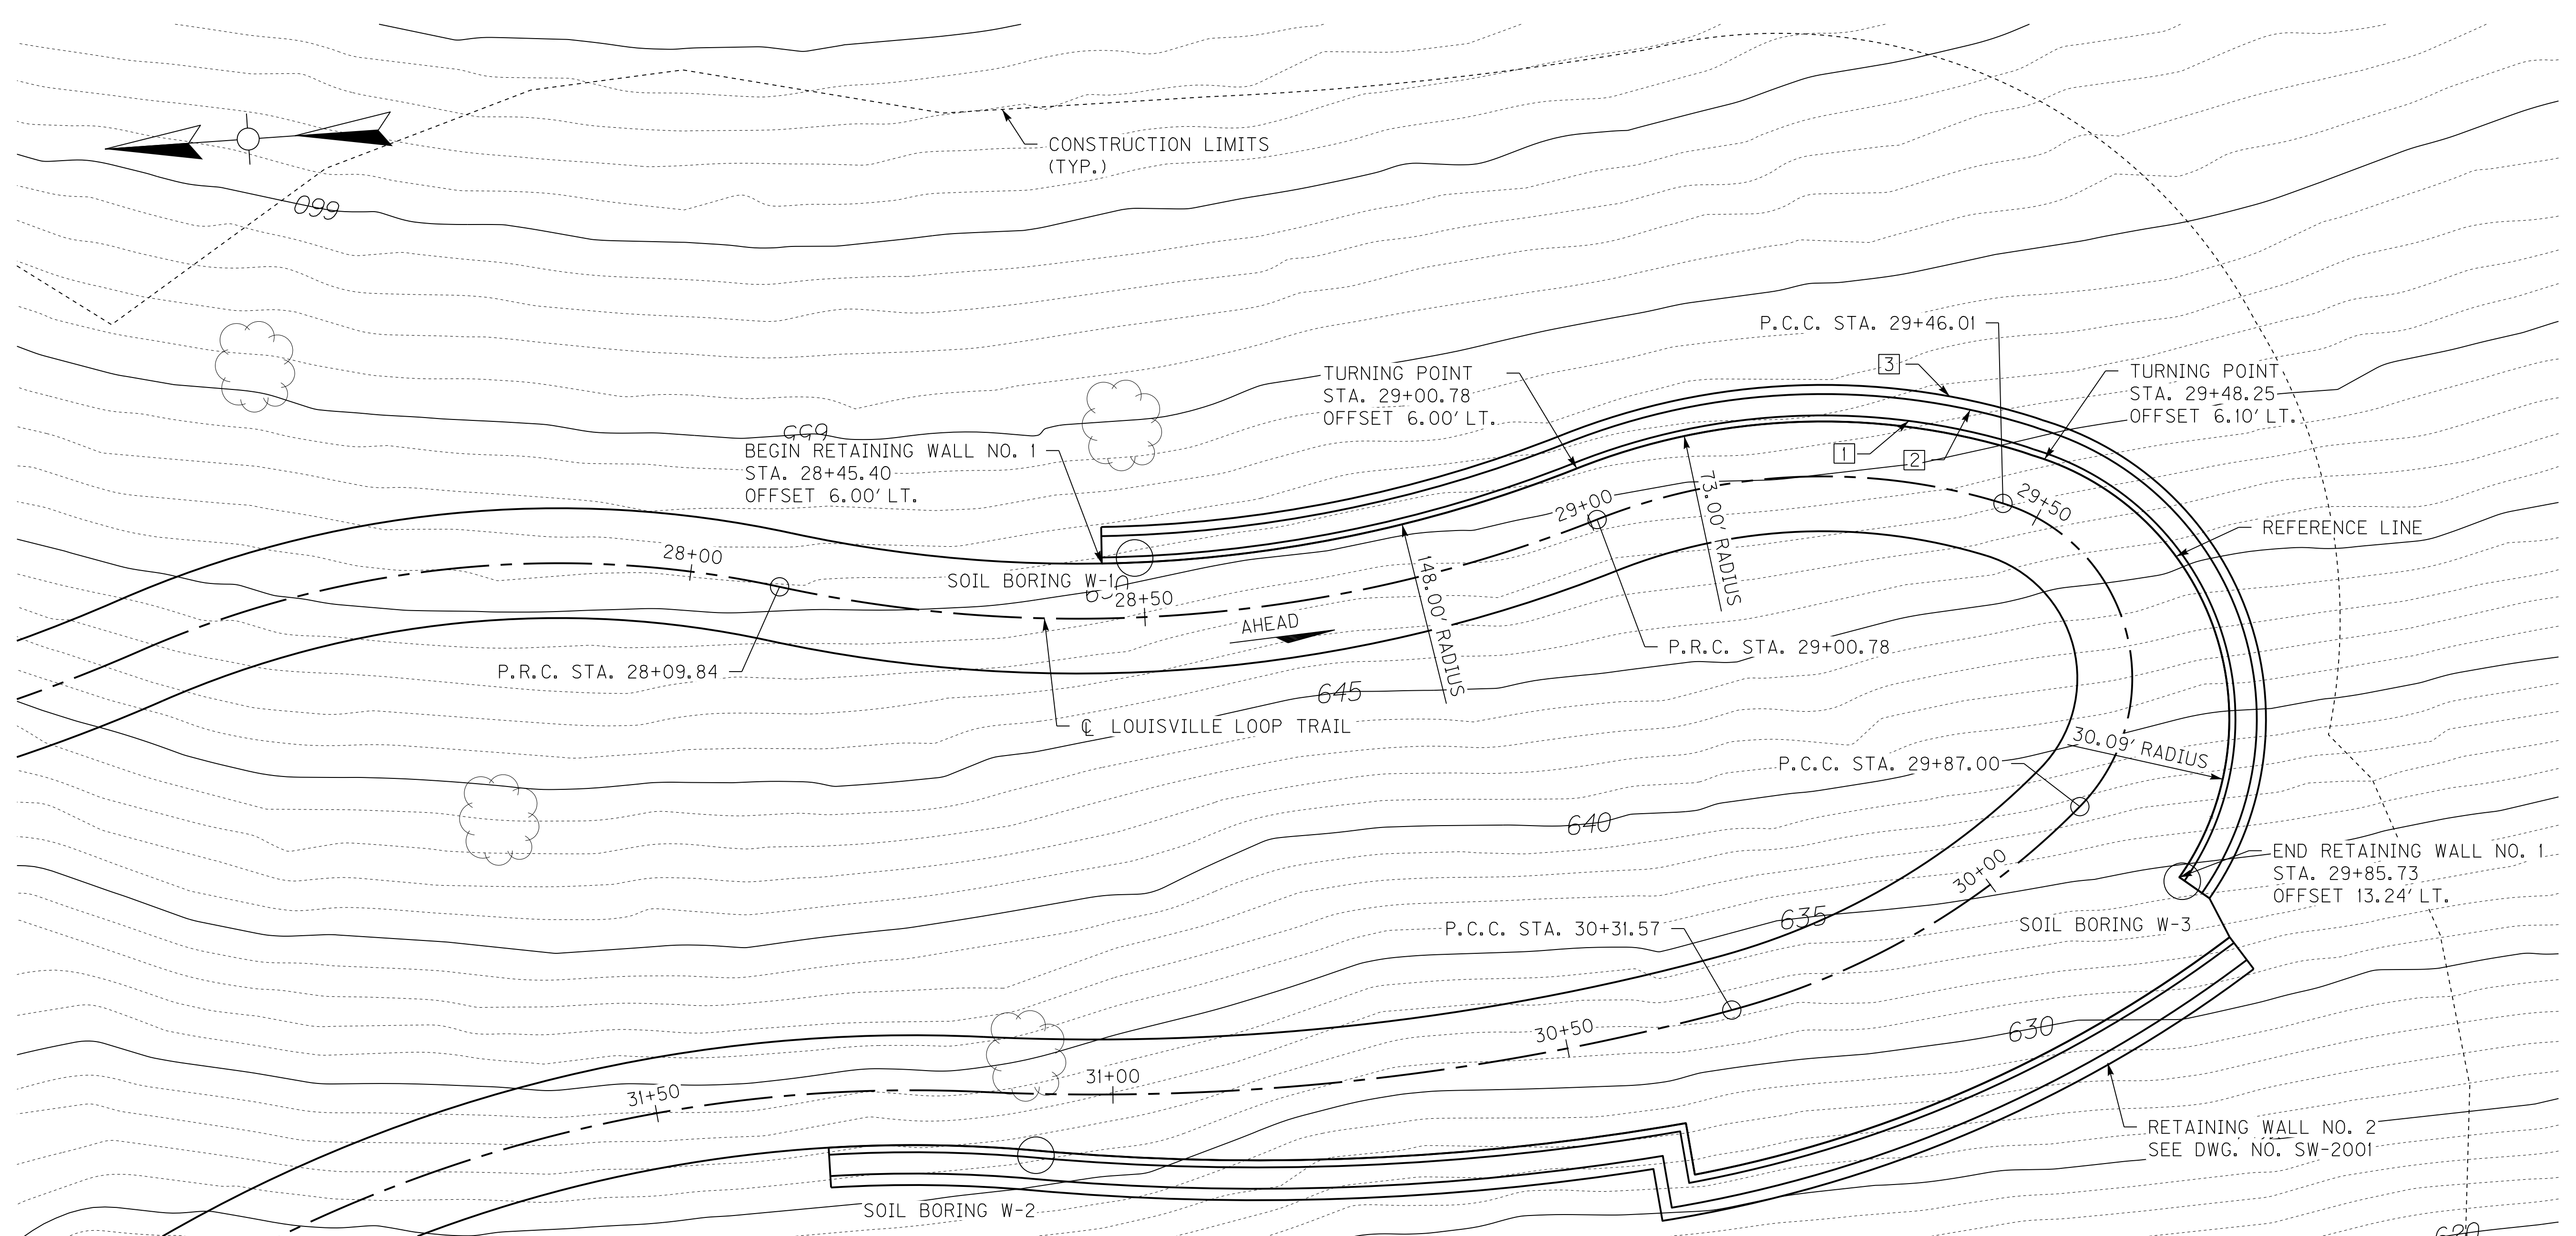 CONSTRUCTION LIMITS
(TYP.)
660
P.C.C. STA. 29+46.01
3
TURNING POINT
STA. 29+00.78
OFFSET 6.00' LT.
TURNING POINT
STA. 29+48.25
OFFSET 6.10' LT.
655
BEGIN RETAINING WALL NO. 1
STA. 28+45.40
OFFSET 6.00' LT.
1
2
73.00' RADIUS
29+00
29+50
REFERENCE LINE
28+00
SOIL BORING W-1
28+50
148.00' RADIUS
AHEAD
P.R.C. STA. 29+00.78
P.R.C. STA. 28+09.84
645
℄ LOUISVILLE LOOP TRAIL
30.09' RADIUS
P.C.C. STA. 29+87.00
640
END RETAINING WALL NO. 1
STA. 29+85.73
OFFSET 13.24' LT.
30+00
635
P.C.C. STA. 30+31.57
SOIL BORING W-3
30+50
630
31+00
31+50
RETAINING WALL NO. 2
SEE DWG. NO. SW-2001
SOIL BORING W-2
620